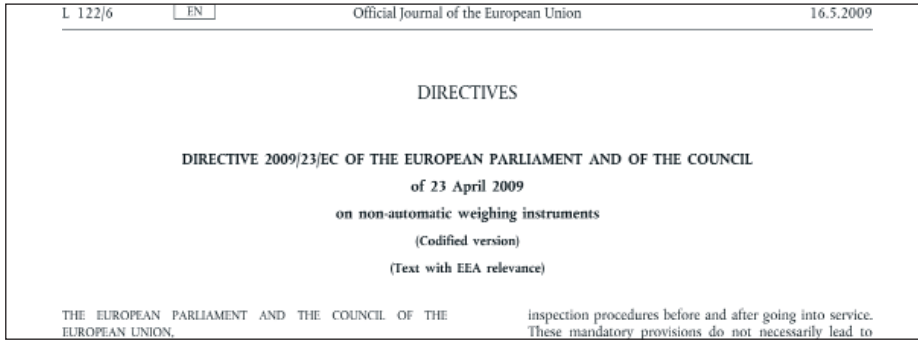 L 122/6 EN Official Journal of the European Union 16.5.2009
DIRECTIVES
DIRECTIVE 2009/23/EC OF THE EUROPEAN PARLIAMENT AND OF THE COUNCIL
of 23 April 2009
on non-automatic weighing instruments
(Codified version)
(Text with EEA relevance)
THE EUROPEAN PARLIAMENT AND THE COUNCIL OF THE
EUROPEAN UNION,
inspection procedures before and after going into service.
These mandatory provisions do not necessarily lead to